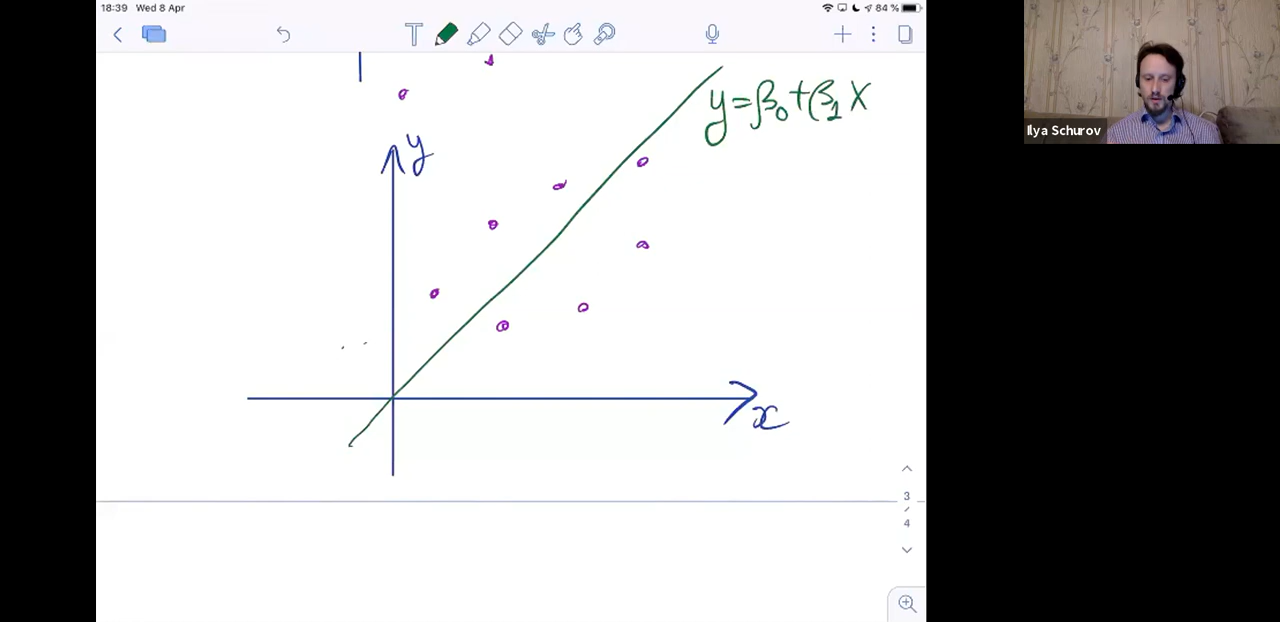 18:39 Wed 8 Apr
84 %
T
y
y=β₀+β₁x
x
3
/
4
Ilya Schurov